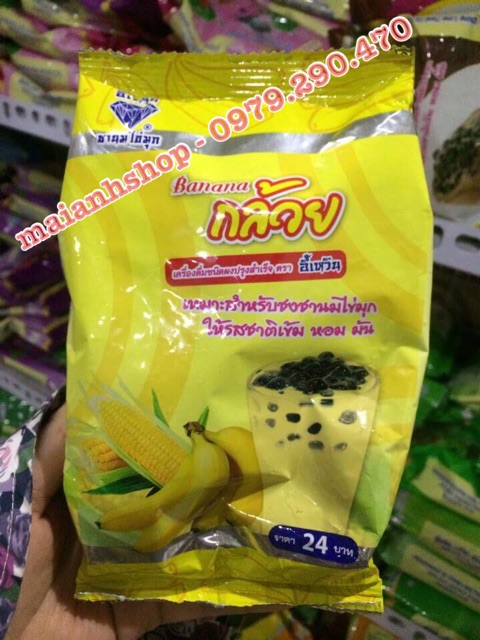 ชานมไข่มุก
®
maianhshop - 0979.290.470
Banana
กล้วย
เครื่องดื่มชนิดผงปรุงสำเร็จ ตรา อี้เหวิน
เหมาะสำหรับชงชานมไข่มุก
ให้รสชาติเข้ม หอม มัน
ราคา 24 บาท